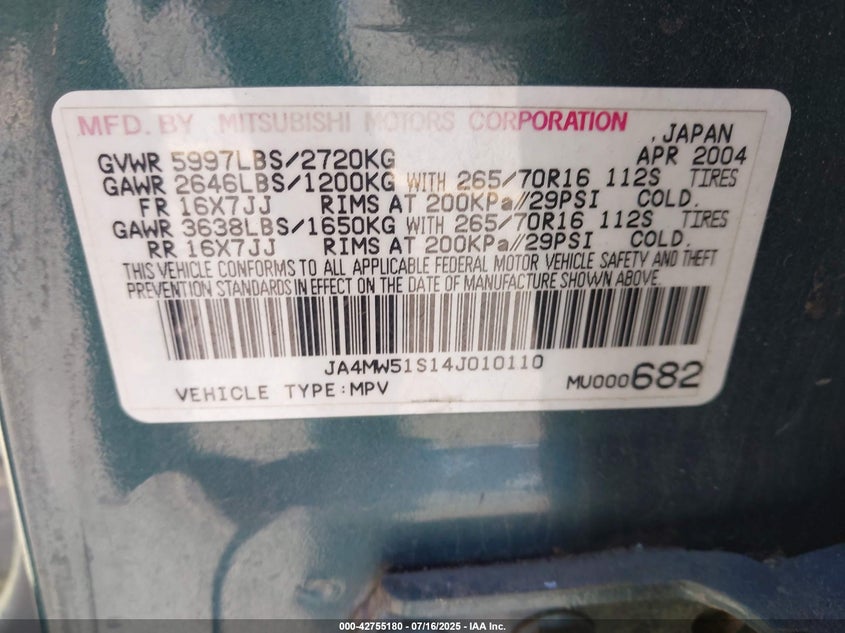 MFD. BY MITSUBISHI MOTORS CORPORATION , JAPAN
GVWR 5997LBS/2720KG APR 2004
GAWR 2646LBS/1200KG WITH 265/70R16 112S TIRES
FR 16X7JJ RIMS AT 200KPa//29PSI COLD.
GAWR 3638LBS/1650KG WITH 265/70R16 112S TIRES
RR 16X7JJ RIMS AT 200KPa//29PSI COLD.
THIS VEHICLE CONFORMS TO ALL APPLICABLE FEDERAL MOTOR VEHICLE SAFETY AND THEFT
PREVENTION STANDARDS IN EFFECT ON THE DATE OF MANUFACTURE SHOWN ABOVE.
JA4MW51S14J010110
VEHICLE TYPE:MPV MU000682
000-42755180 - 07/16/2025 - IAA Inc.